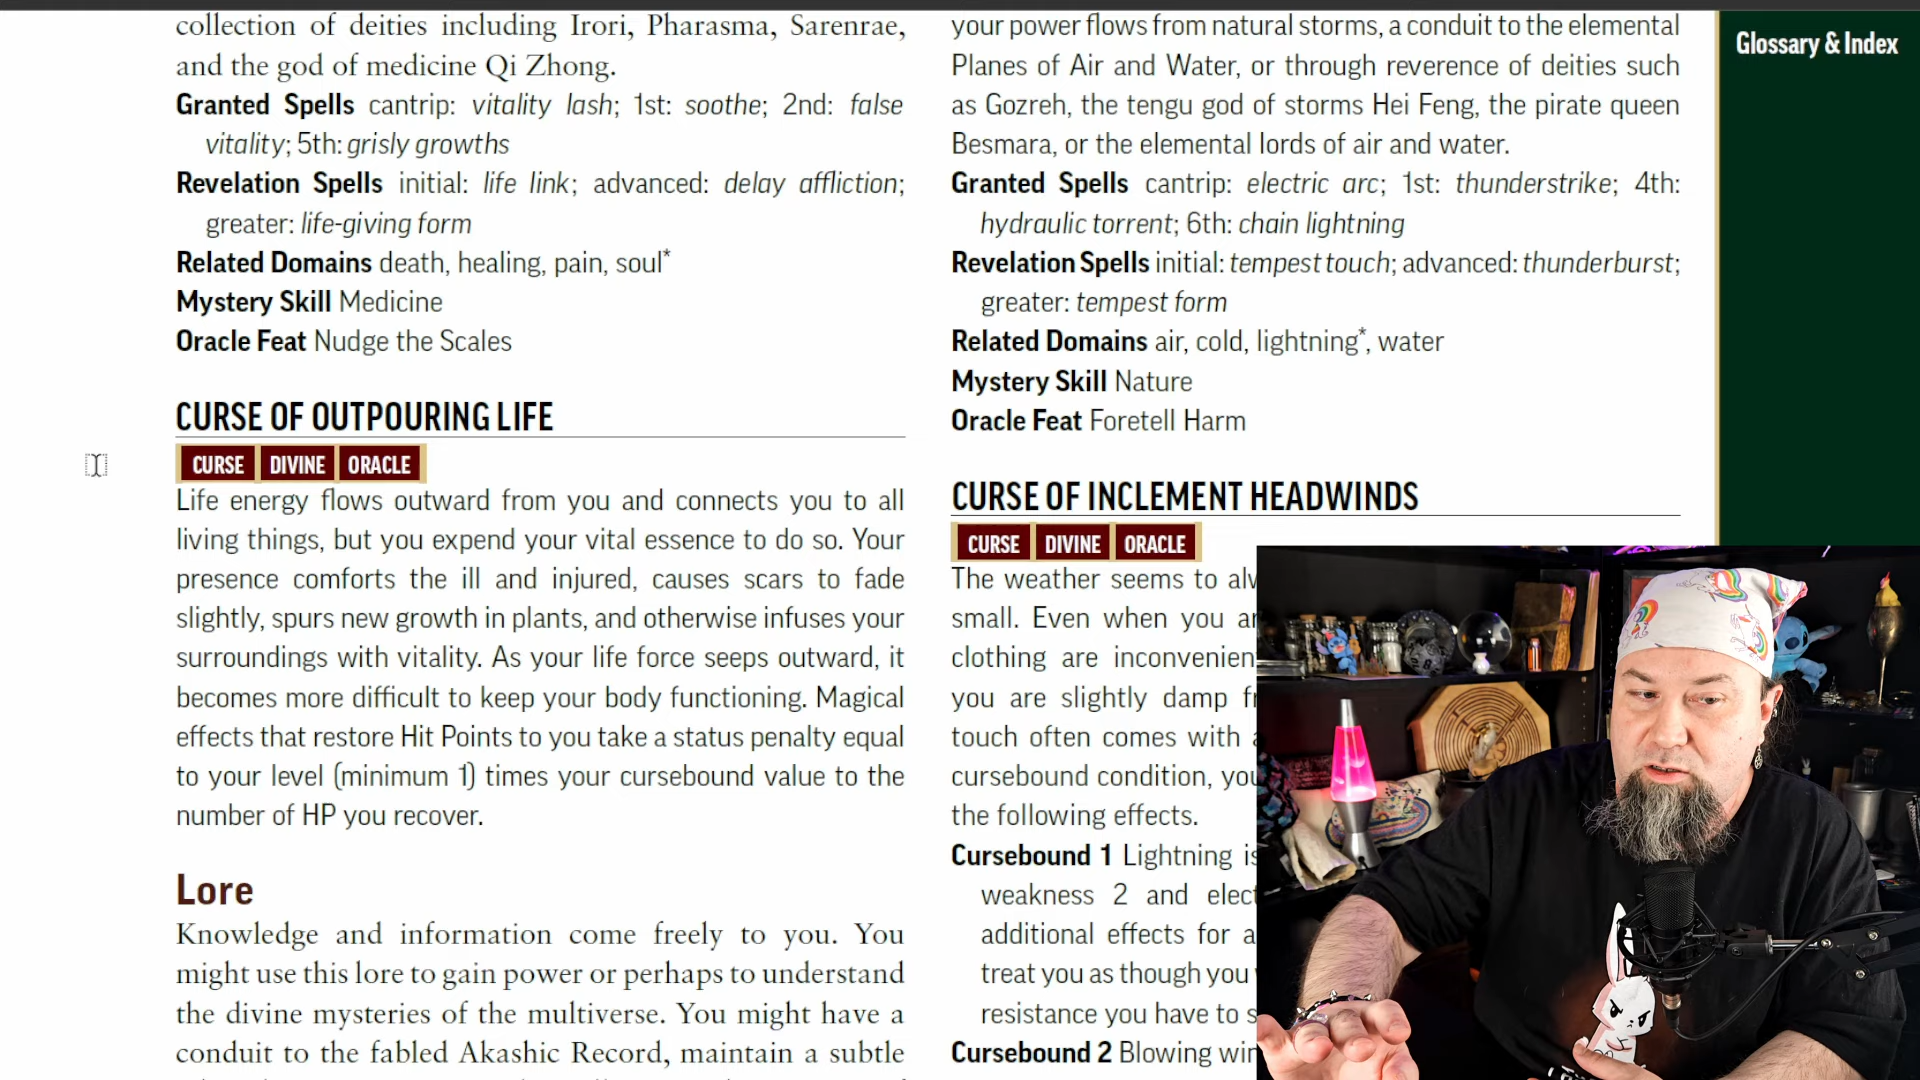 collection of deities including Irori, Pharasma, Sarenrae,
and the god of medicine Qi Zhong.
Granted Spells cantrip: vitality lash; 1st: soothe; 2nd: false
vitality; 5th: grisly growths
Revelation Spells initial: life link; advanced: delay affliction;
greater: life-giving form
Related Domains death, healing, pain, soul*
Mystery Skill Medicine
Oracle Feat Nudge the Scales
CURSE OF OUTPOURING LIFE
CURSE DIVINE ORACLE
Life energy flows outward from you and connects you to all
living things, but you expend your vital essence to do so. Your
presence comforts the ill and injured, causes scars to fade
slightly, spurs new growth in plants, and otherwise infuses your
surroundings with vitality. As your life force seeps outward, it
becomes more difficult to keep your body functioning. Magical
effects that restore Hit Points to you take a status penalty equal
to your level (minimum 1) times your cursebound value to the
number of HP you recover.
Lore
Knowledge and information come freely to you. You
might use this lore to gain power or perhaps to understand
the divine mysteries of the multiverse. You might have a
conduit to the fabled Akashic Record, maintain a subtle
your power flows from natural storms, a conduit to the elemental
Planes of Air and Water, or through reverence of deities such
as Gozreh, the tengu god of storms Hei Feng, the pirate queen
Besmara, or the elemental lords of air and water.
Granted Spells cantrip: electric arc; 1st: thunderstrike; 4th:
hydraulic torrent; 6th: chain lightning
Revelation Spells initial: tempest touch; advanced: thunderburst;
greater: tempest form
Related Domains air, cold, lightning*, water
Mystery Skill Nature
Oracle Feat Foretell Harm
CURSE OF INCLEMENT HEADWINDS
CURSE DIVINE ORACLE
The weather seems to
small. Even when you
clothing are
you are slightly damp
touch often comes with
cursebound condition,
the following effects.
Cursebound 1 Lightning
weakness 2 and
additional effects for
treat you as though you
resistance you have to
Cursebound 2 Blowing
Glossary & Index